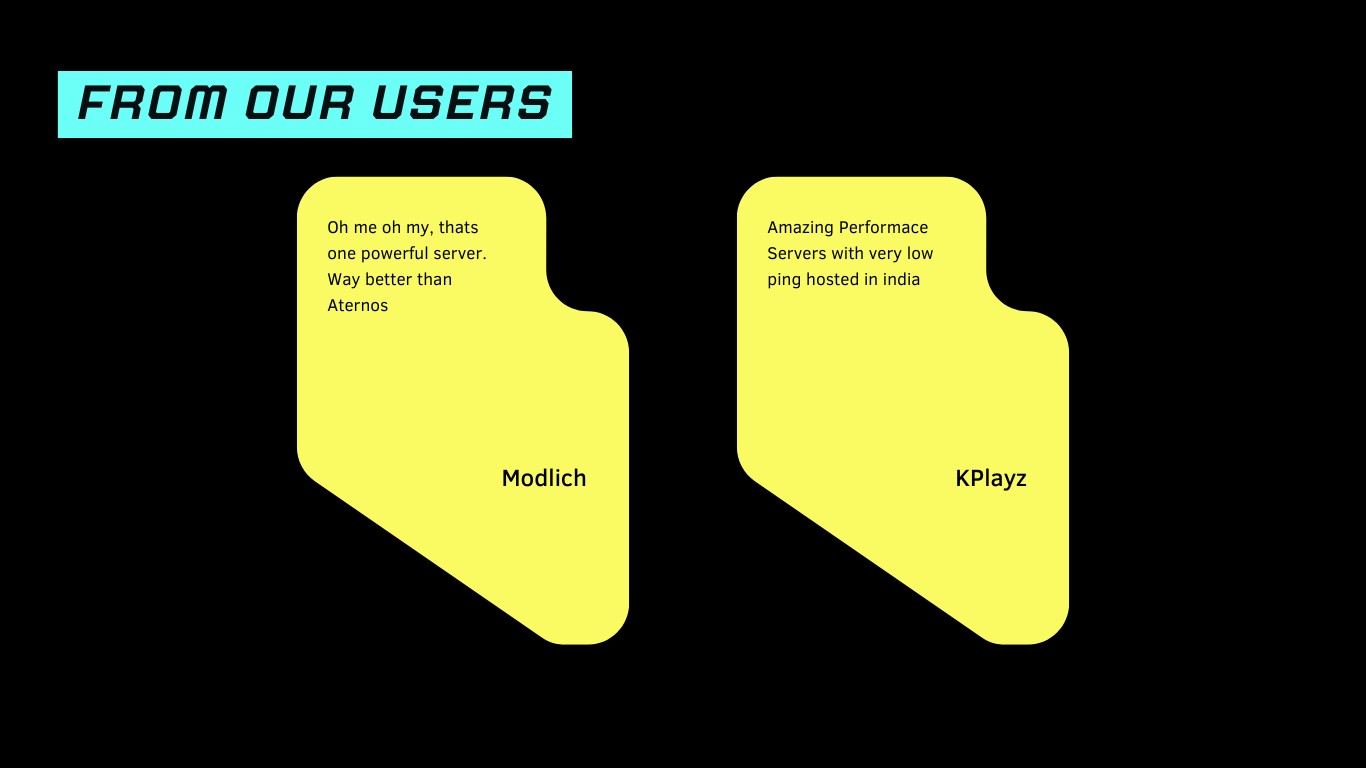 FROM OUR USERS
Oh me oh my, thats
one powerful server.
Way better than
Aternos
Modlich
Amazing Performace
Servers with very low
ping hosted in india
KPlayz